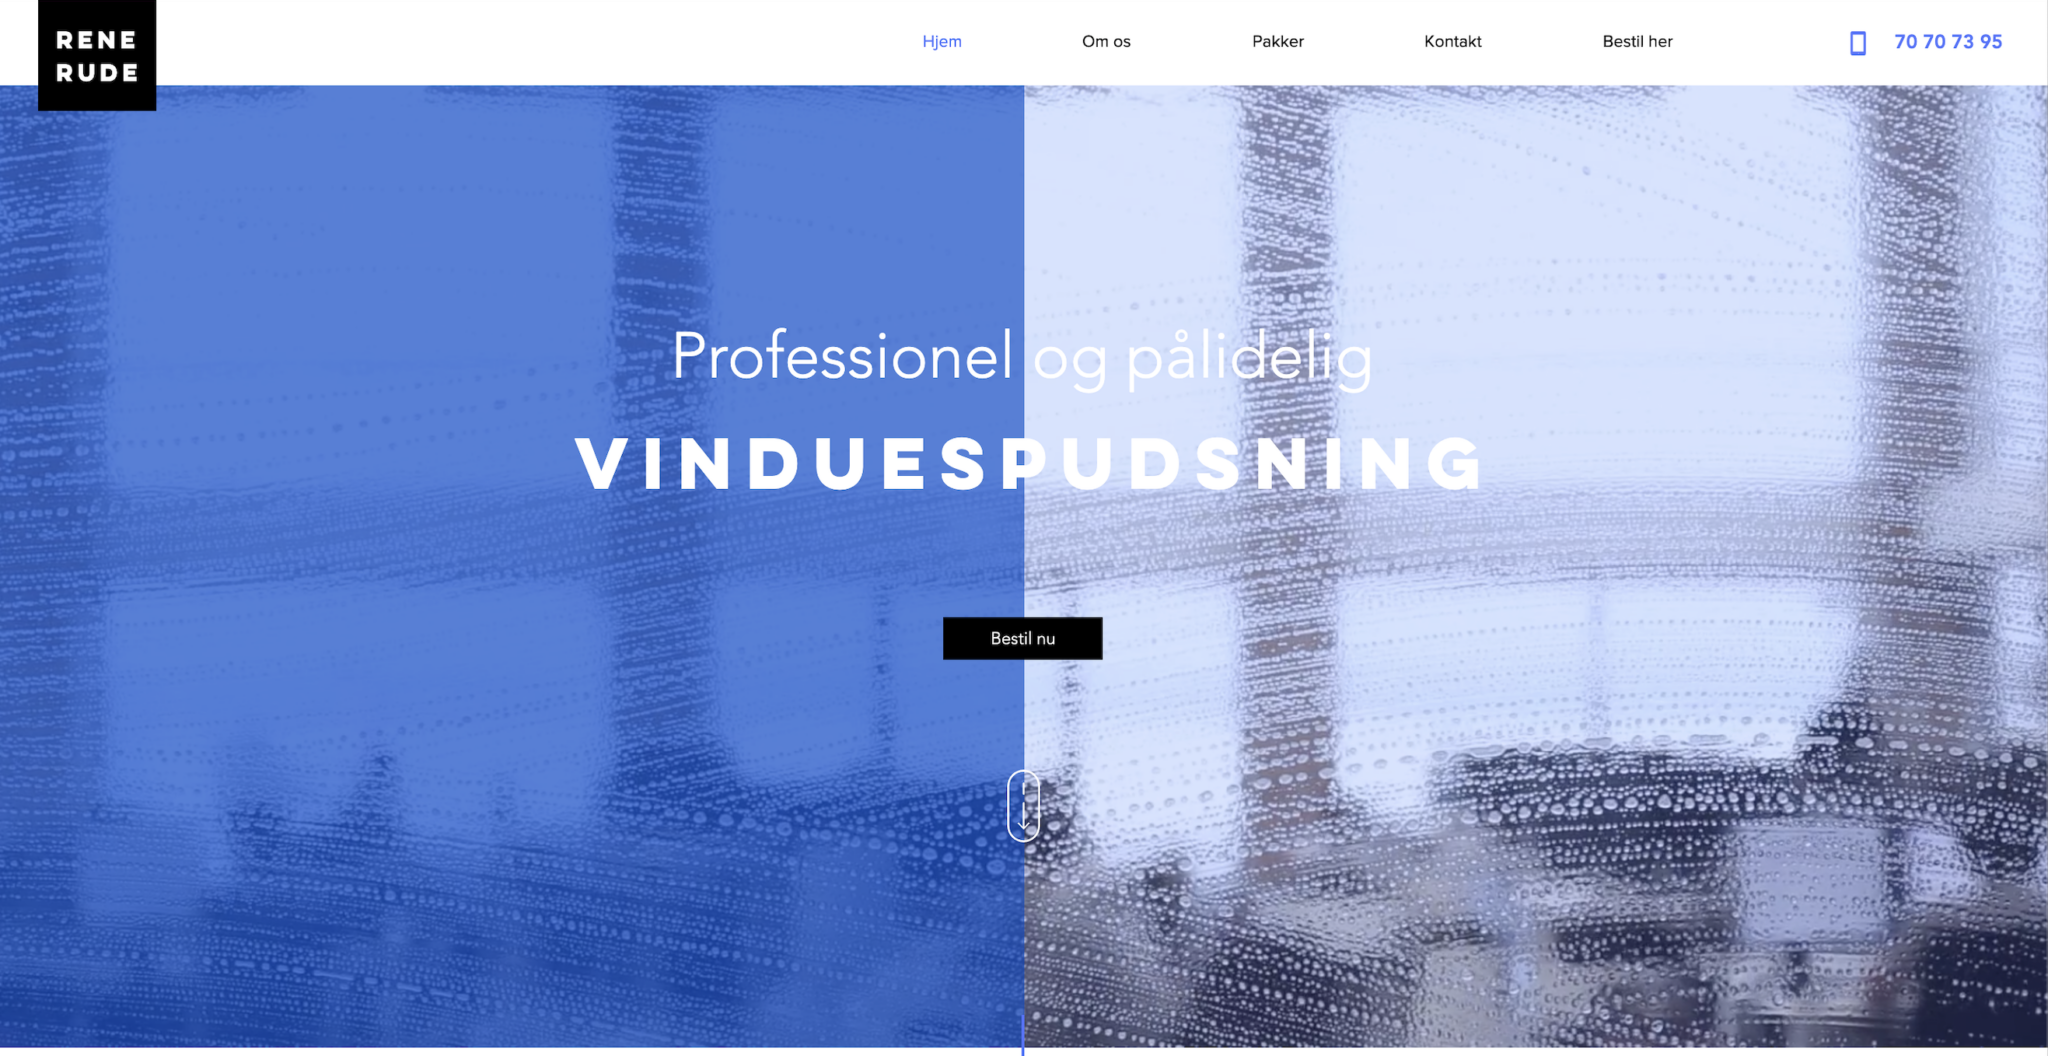 RENE
RUDE
Hjem
Om os
Pakker
Kontakt
Bestil her
70 70 73 95
Professionel og pålidelig
VINDUESPUDSNING
Bestil nu